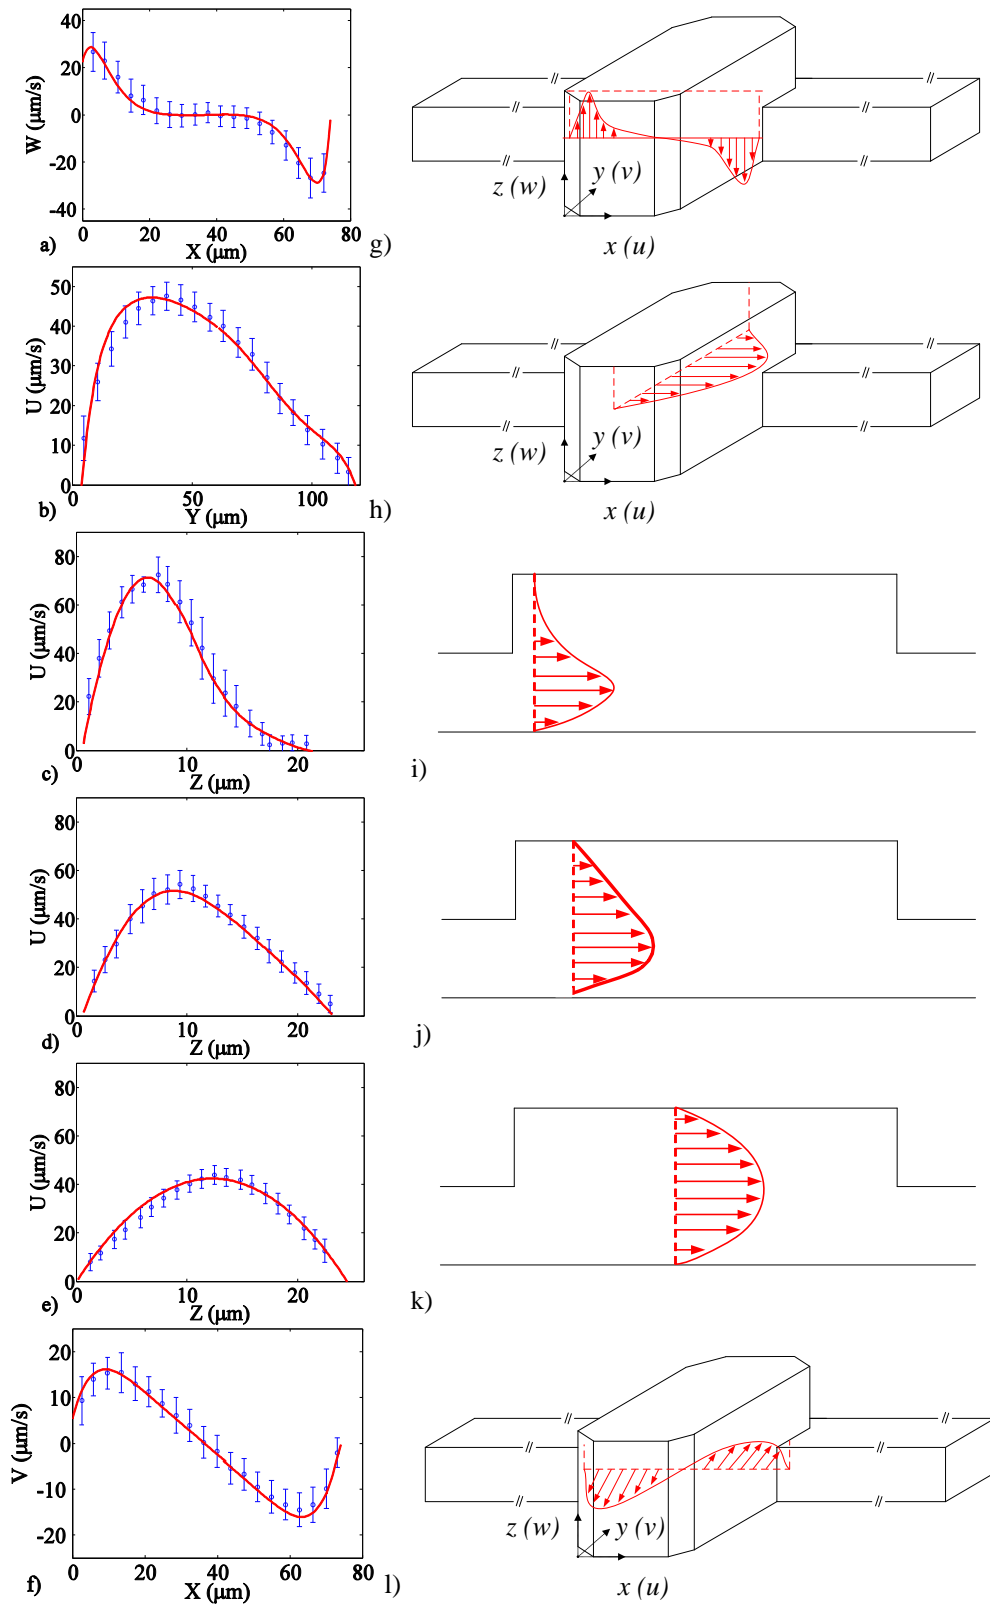 40
20
0
-20
-40
W (μm/s)
0 20 40 60 80
X (μm)
a)
z (w)
y (v)
x (u)
g)
50
40
30
20
10
0
U (μm/s)
0 50 100
Y (μm)
b)
z (w)
y (v)
x (u)
h)
80
60
40
20
0
U (μm/s)
0 10 20
Z (μm)
c)
i)
80
60
40
20
0
U (μm/s)
0 10 20
Z (μm)
d)
j)
80
60
40
20
0
U (μm/s)
0 10 20
Z (μm)
e)
k)
20
10
0
-10
-20
V (μm/s)
0 20 40 60 80
X (μm)
f)
z (w)
y (v)
x (u)
l)